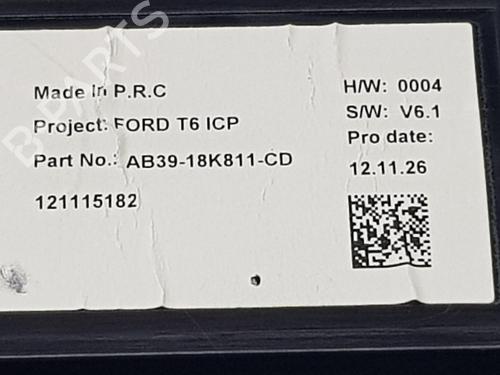 Made In P.R.C
Project: FORD T6 ICP
Part No.: AB39-18K811-CD
121115182
H/W: 0004
S/W: V6.1
Pro date:
12.11.26
B PARTS